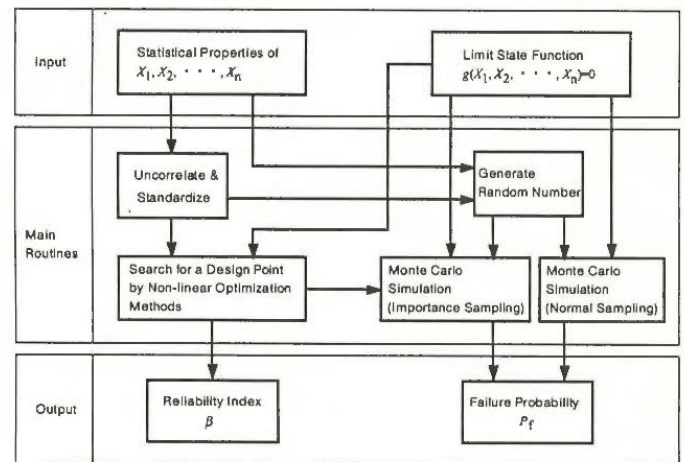 Input
Statistical Properties of
X1, X2, · · · · , Xn
Limit State Function
g(X1, X2, · · · · , Xn)=0
Main
Routines
Uncorrelate &
Standardize
Generate
Random Number
Search for a Design Point
by Non-linear Optimization
Methods
Monte Carlo
Simulation
(Importance Sampling)
Monte Carlo
Simulation
(Normal Sampling)
Output
Reliability Index
β
Failure Probability
Pf